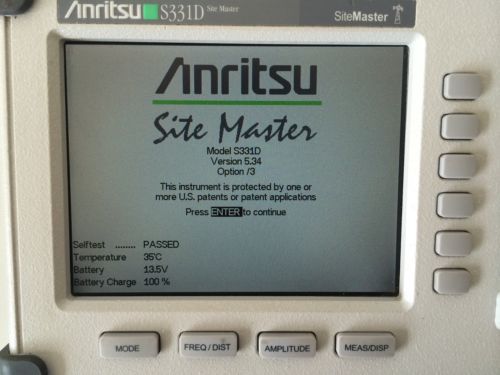 Anritsu S331D Site Master
SiteMaster
Anritsu
Site Master
Model S331D
Version 5.34
Option /3
This instrument is protected by one or
more U.S. patents or patent applications
Press ENTER to continue
Selftest ........ PASSED
Temperature 35°C
Battery 13.5V
Battery Charge 100 %
MODE
FREQ / DIST
AMPLITUDE
MEAS/DISP